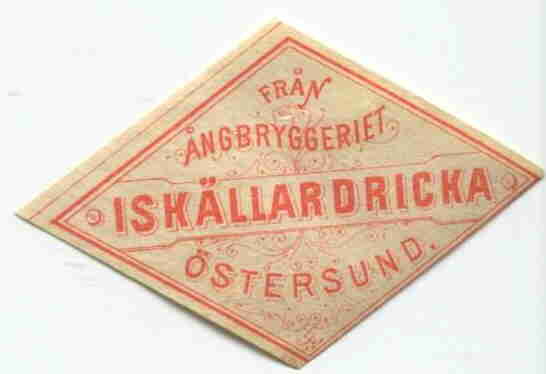 FRÅN
ÅNGBRYGGERIET
ISKÄLLARDRICKA
ÖSTERSUND.